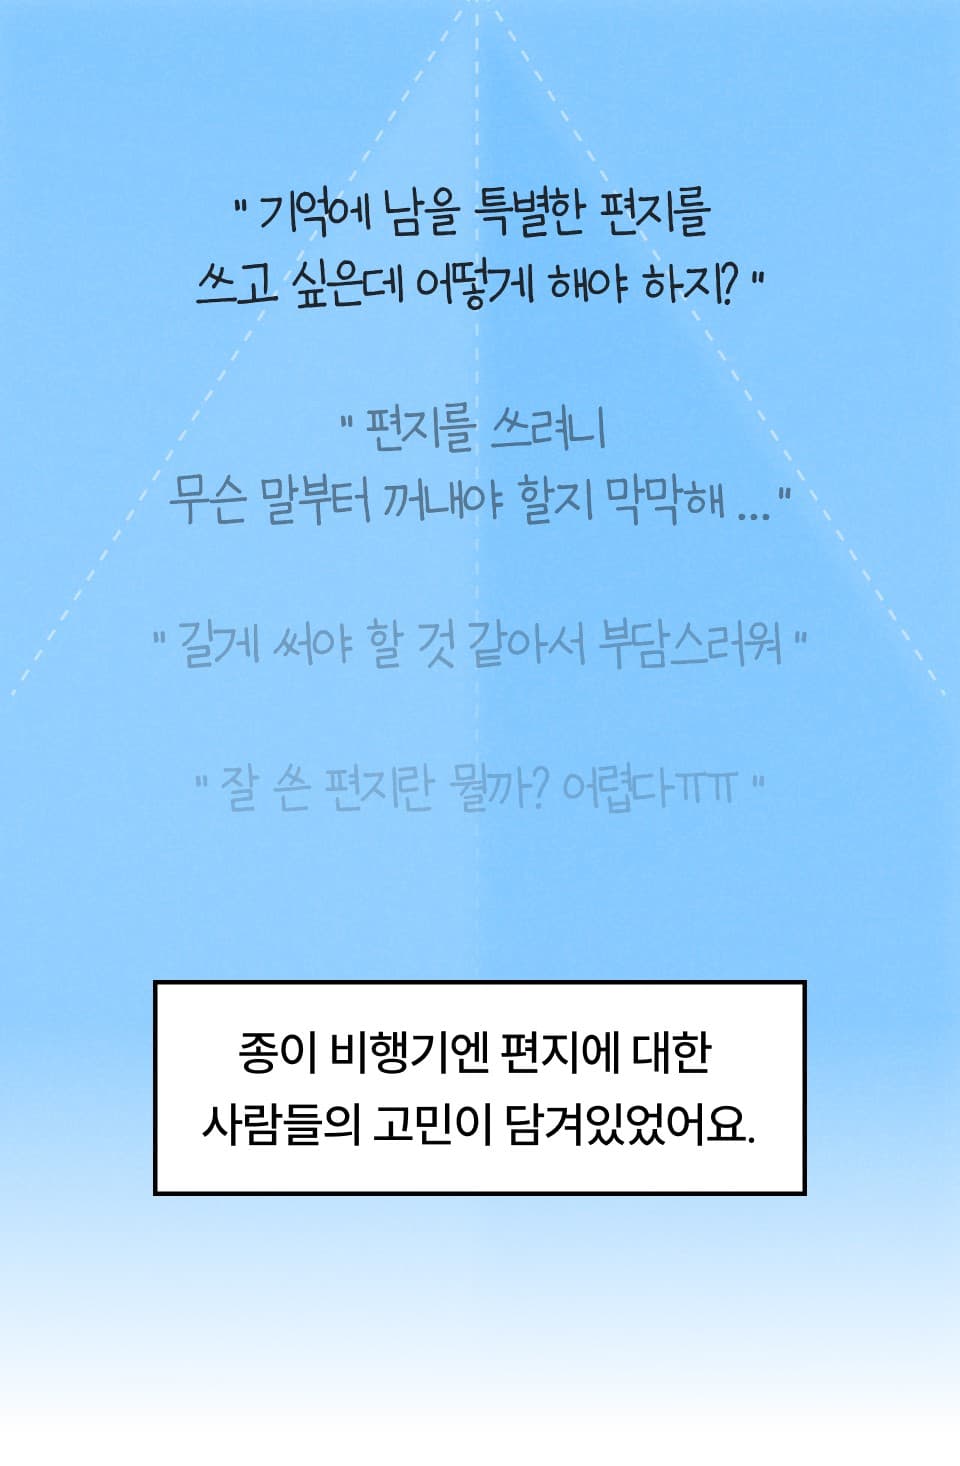 " 기억에 남을 특별한 편지를
쓰고 싶은데 어떻게 해야 하지? "
" 편지를 쓰려니
무슨 말부터 꺼내야 할지 막막해 ... "
" 길게 써야 할 것 같아서 부담스러워 "
" 잘 쓴 편지란 뭘까? 어렵다ㅠㅠ "
종이 비행기엔 편지에 대한
사람들의 고민이 담겨있었어요.